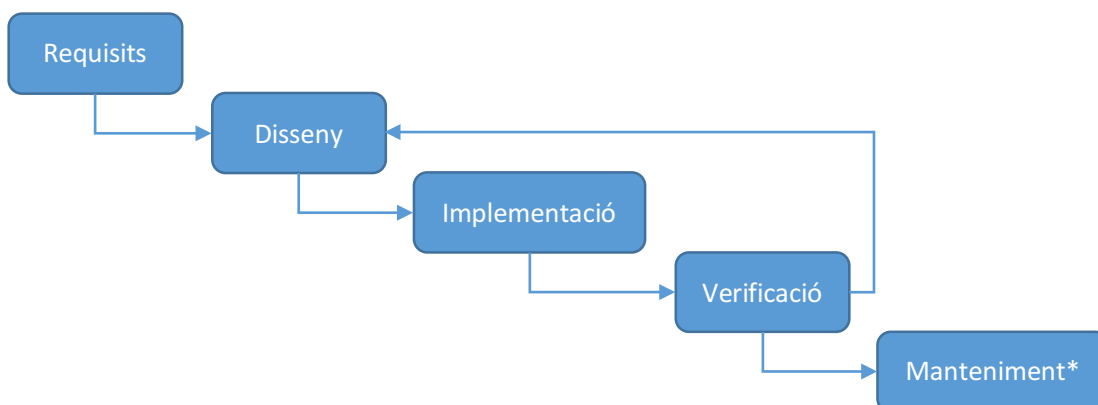 Requisits
Disseny
Implementació
Verificació
Manteniment*